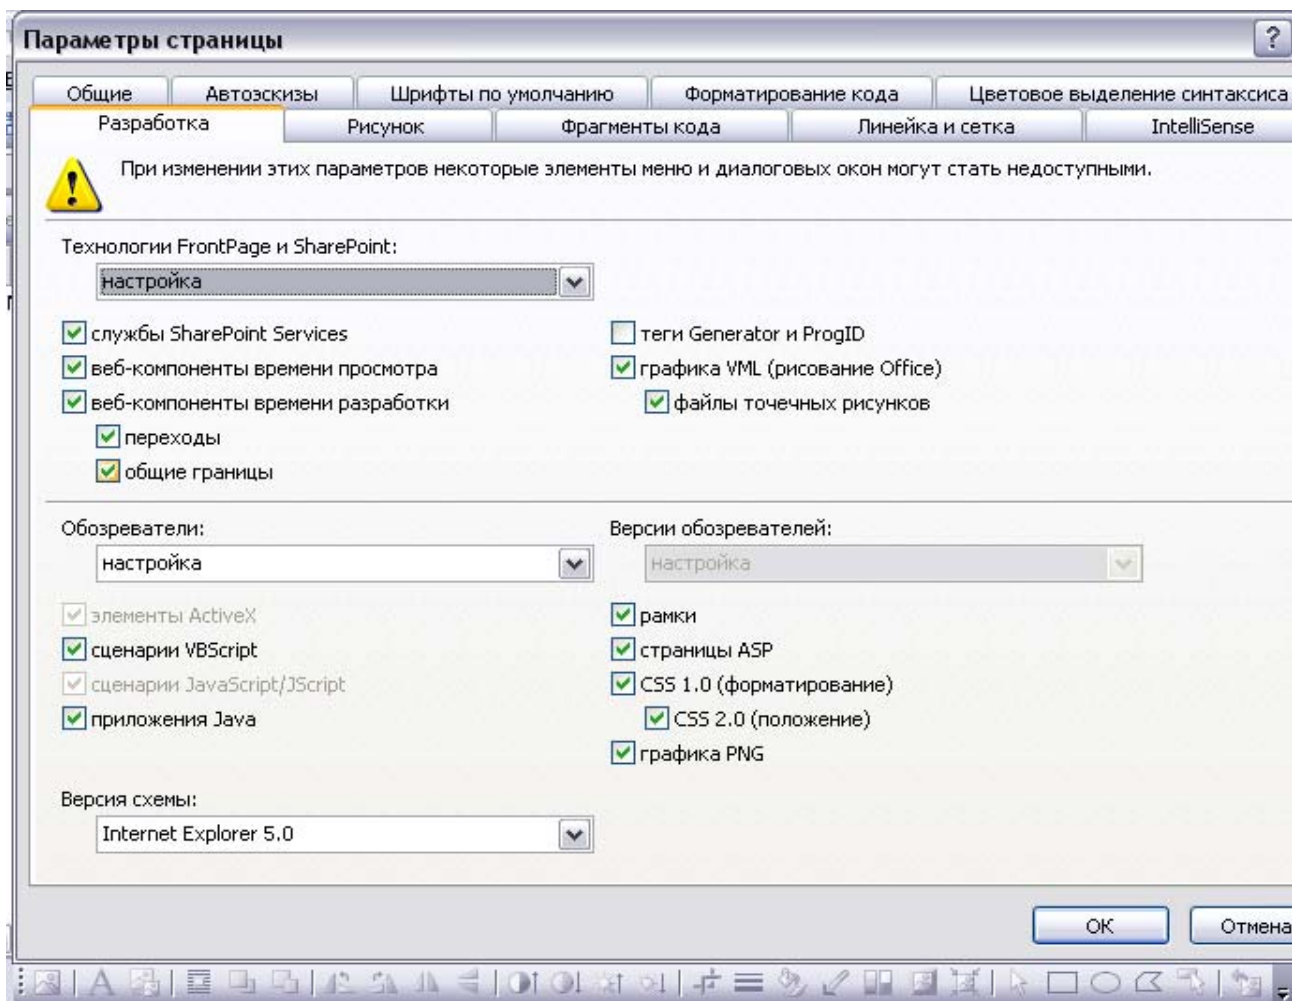 Параметры страницы
Общие Автоэскизы Шрифты по умолчанию Форматирование кода Цветовое выделение синтаксиса
Разработка Рисунок Фрагменты кода Линейка и сетка IntelliSense
При изменении этих параметров некоторые элементы меню и диалоговых окон могут стать недоступными.
Технологии FrontPage и SharePoint:
настройка
службы SharePoint Services теги Generator и ProgID
веб-компоненты времени просмотра графика VML (рисование Office)
веб-компоненты времени разработки файлы точечных рисунков
переходы
общие границы
Обозреватели: Версии обозревателей:
настройка настройка
элементы ActiveX рамки
сценарии VBScript страницы ASP
сценарии JavaScript/JScript CSS 1.0 (форматирование)
приложения Java CSS 2.0 (положение)
графика PNG
Версия схемы:
Internet Explorer 5.0
ОК Отмена